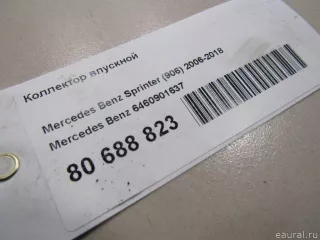 Коллектор впускной
Mercedes Benz Sprinter (906) 2006-2018
Mercedes Benz 6460901637
80 688 823
eaural.ru